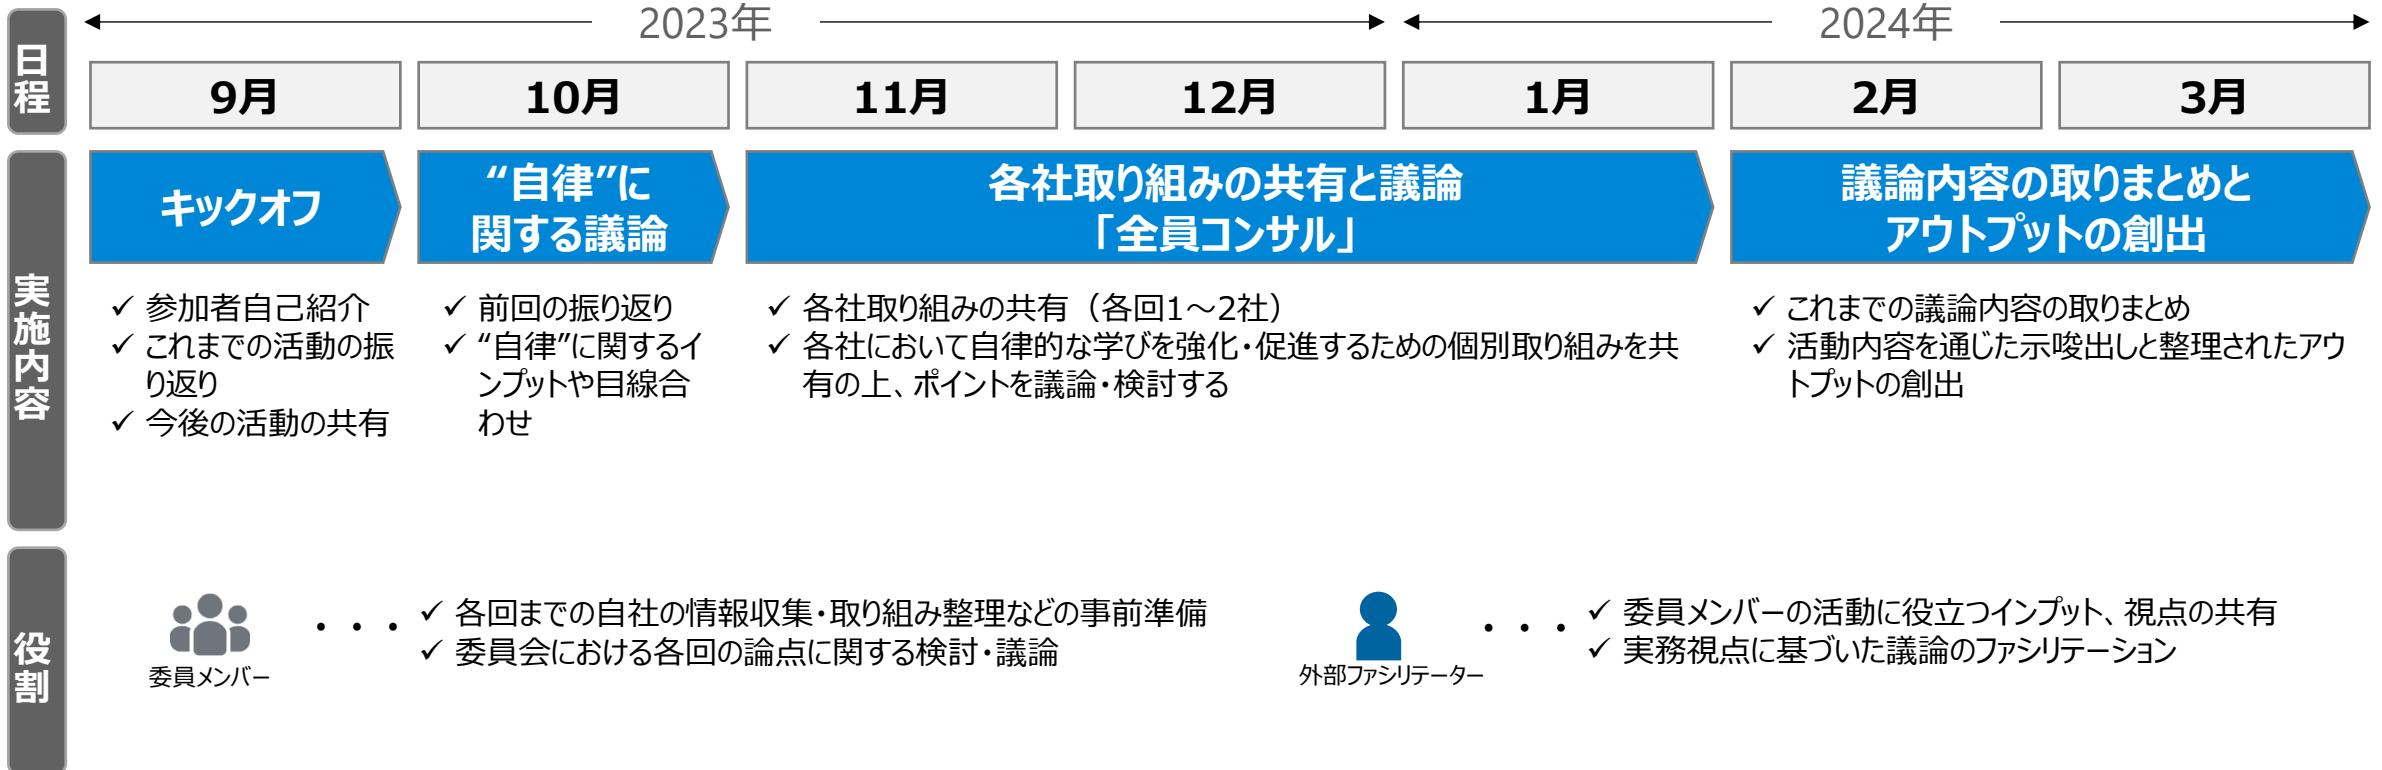 日程
2023年
2024年
9月
10月
11月
12月
1月
2月
3月
実施内容
キックオフ
“自律”に
関する議論
各社取り組みの共有と議論
「全員コンサル」
議論内容の取りまとめと
アウトプットの創出
✓ 参加者自己紹介
✓ これまでの活動の振
り返り
✓ 今後の活動の共有
✓ 前回の振り返り
✓ “自律”に関するイ
ンプットや目線合
わせ
✓ 各社取り組みの共有（各回1～2社）
✓ 各社において自律的な学びを強化・促進するための個別取り組みを共
有の上、ポイントを議論・検討する
✓ これまでの議論内容の取りまとめ
✓ 活動内容を通じた示唆出しと整理されたアウ
トプットの創出
役割
委員メンバー
・・・
✓ 各回までの自社の情報収集・取り組み整理などの事前準備
✓ 委員会における各回の論点に関する検討・議論
外部ファシリテーター
・・・
✓ 委員メンバーの活動に役立つインプット、視点の共有
✓ 実務視点に基づいた議論のファシリテーション